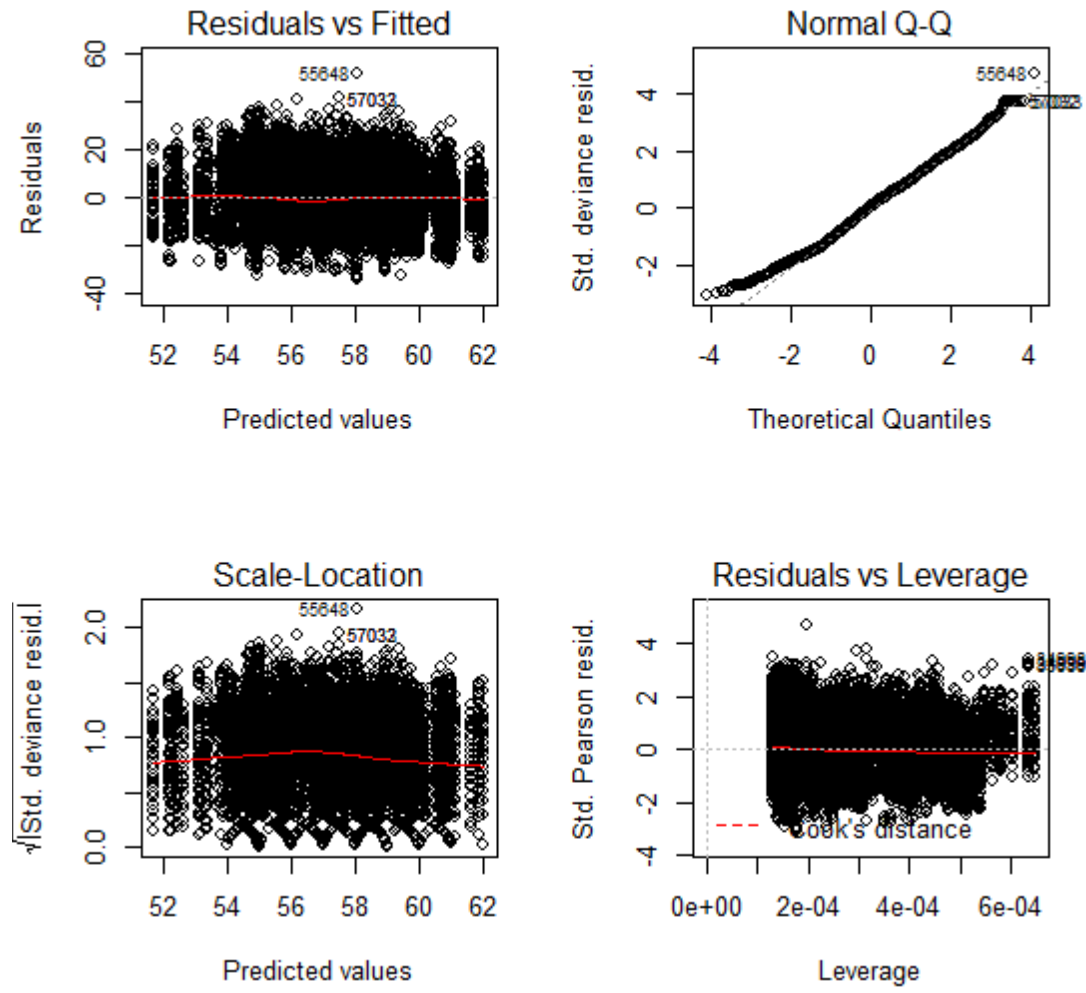 Residuals vs Fitted
Residuals
60
20
0
-40
55648
57032
52 54 56 58 60 62
Predicted values
Normal Q-Q
Std. deviance resid.
4
2
0
-2
55648
-4 -2 0 2 4
Theoretical Quantiles
Scale-Location
√|Std. deviance resid.|
2.0
1.0
0.0
55648
52 54 56 58 60 62
Predicted values
Residuals vs Leverage
Std. Pearson resid.
4
2
0
-2
-4
Cook's distance
0e+00 2e-04 4e-04 6e-04
Leverage